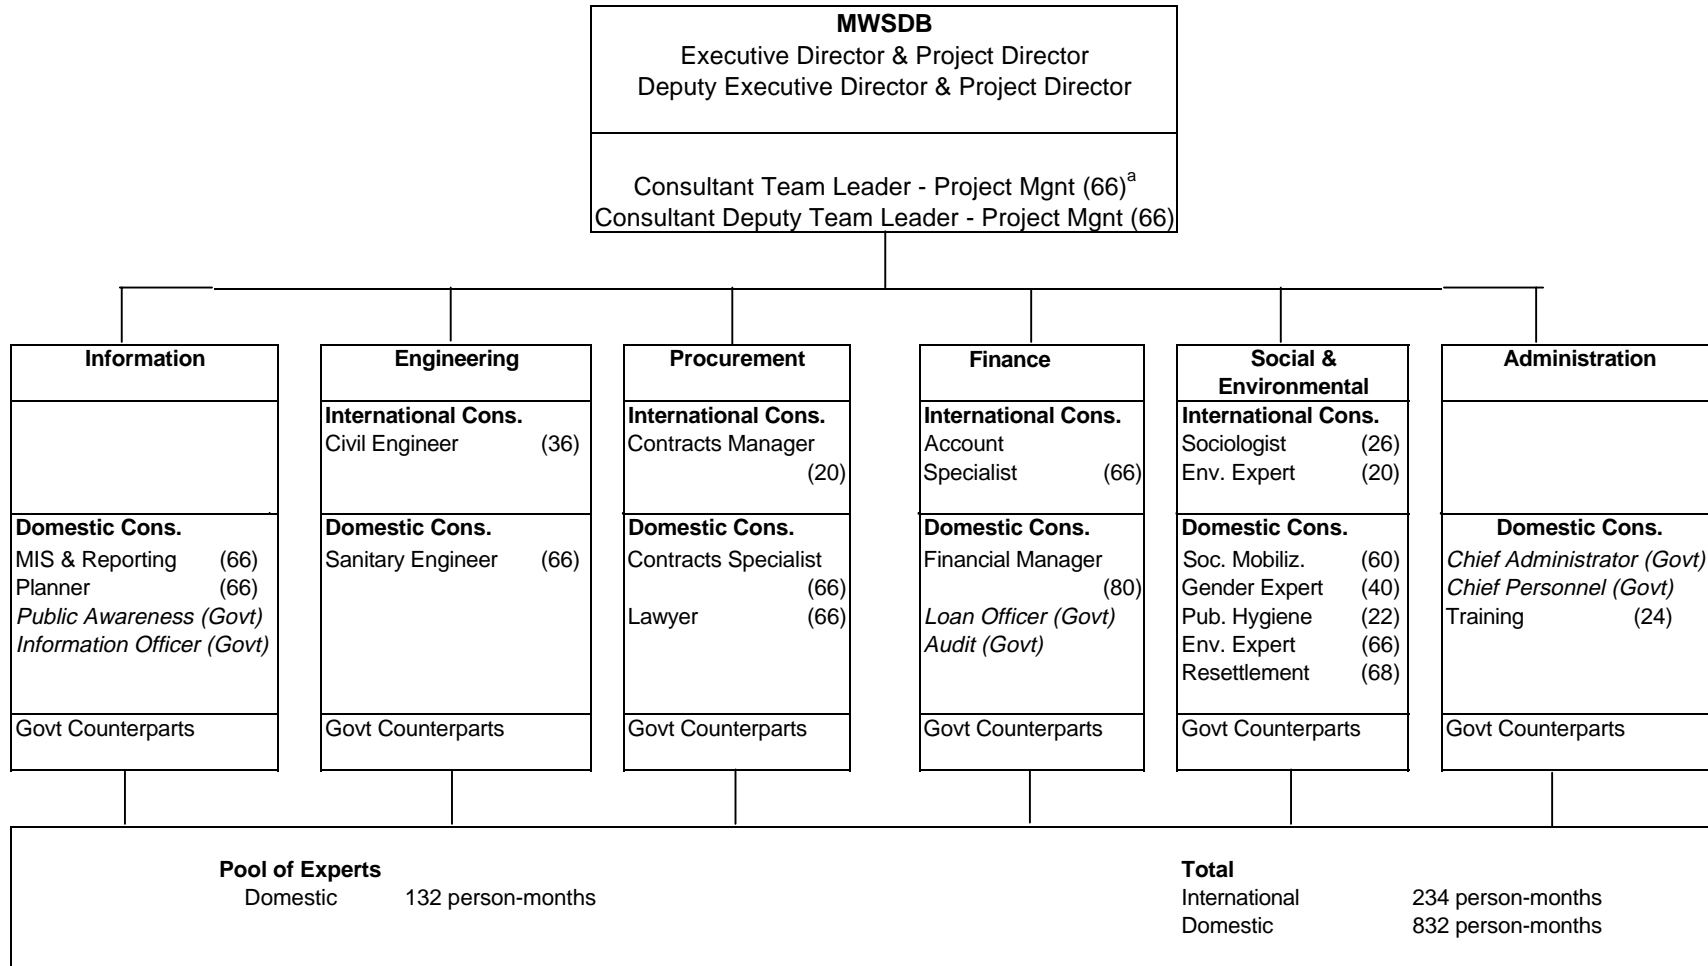 MWSDB
Executive Director & Project Director
Deputy Executive Director & Project Director
Consultant Team Leader - Project Mgnt (66)a
Consultant Deputy Team Leader - Project Mgnt (66)
Information
Domestic Cons.
MIS & Reporting (66)
Planner (66)
Public Awareness (Govt)
Information Officer (Govt)
Govt Counterparts
Engineering
International Cons.
Civil Engineer (36)
Domestic Cons.
Sanitary Engineer (66)
Govt Counterparts
Procurement
International Cons.
Contracts Manager
(20)
Domestic Cons.
Contracts Specialist
(66)
Lawyer (66)
Govt Counterparts
Finance
International Cons.
Account
Specialist (66)
Domestic Cons.
Financial Manager
(80)
Loan Officer (Govt)
Audit (Govt)
Govt Counterparts
Social &
Environmental
International Cons.
Sociologist (26)
Env. Expert (20)
Domestic Cons.
Soc. Mobiliz. (60)
Gender Expert (40)
Pub. Hygiene (22)
Env. Expert (66)
Resettlement (68)
Govt Counterparts
Administration
Domestic Cons.
Chief Administrator (Govt)
Chief Personnel (Govt)
Training (24)
Govt Counterparts
Pool of Experts
Domestic 132 person-months
Total
International 234 person-months
Domestic 832 person-months